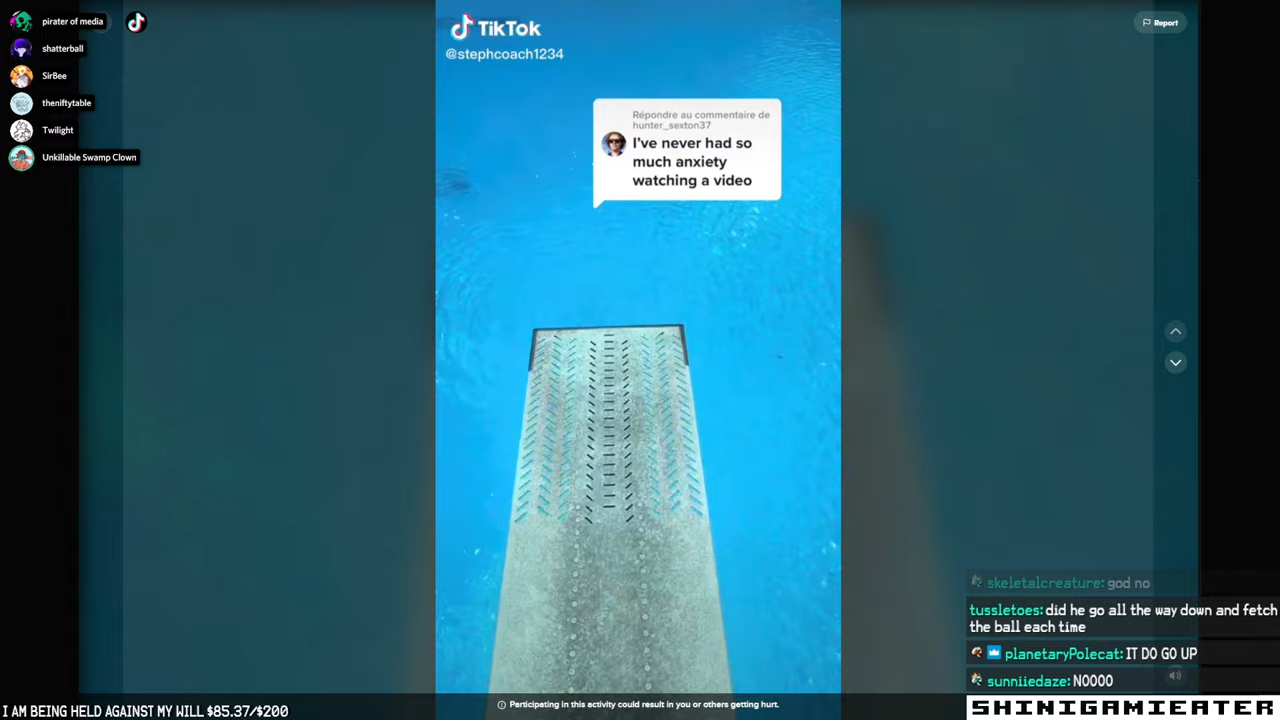 pirater of media
shatterball
SirBee
theniftytable
Twilight
Unkillable Swamp Clown
TikTok
@stephcoach1234
Report
Répondre au commentaire de
hunter_sexton37
I've never had so
much anxiety
watching a video
skeletalcreature: god no
tussletoes: did he go all the way down and fetch
the ball each time
planetaryPolecat: IT DO GO UP
sunniiedaze: NOOOO
Participating in this activity could result in you or others getting hurt.
I AM BEING HELD AGAINST MY WILL $85.37/$200
SHINIGAMIEATER